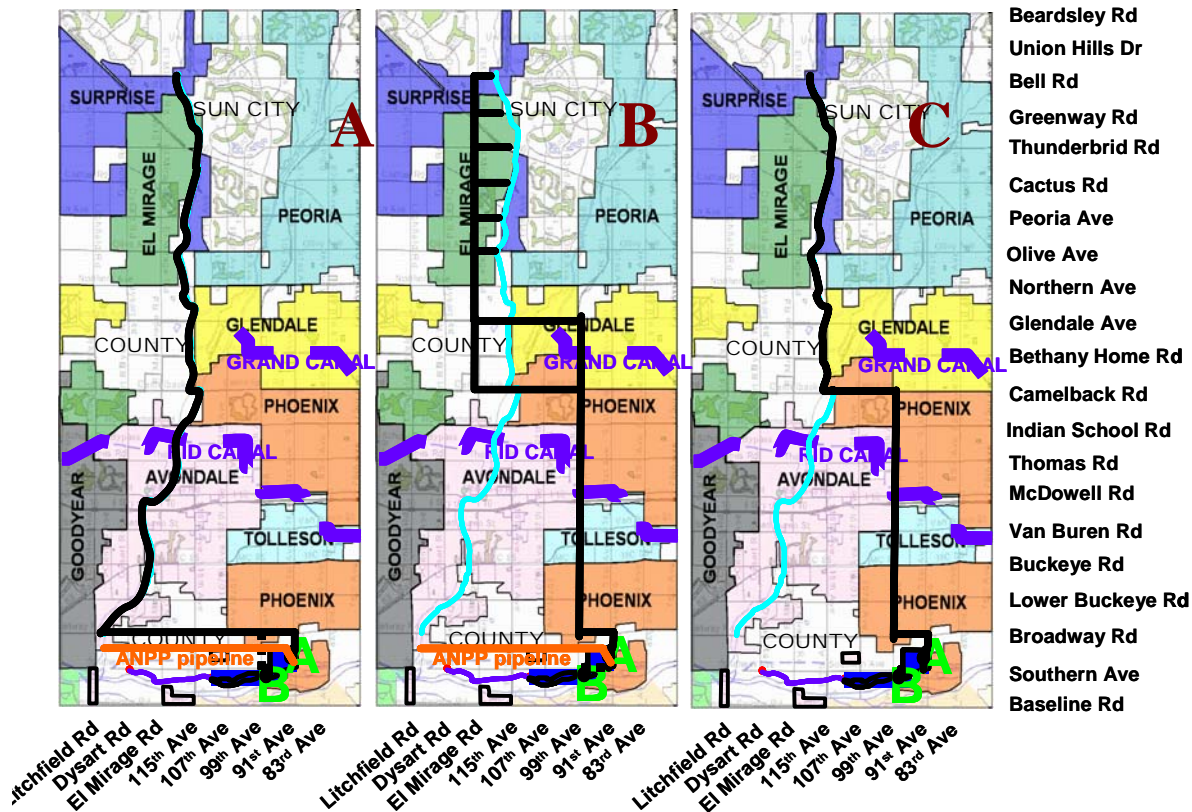 A
SURPRISE
SUN CITY
EL MIRAGE
PEORIA
GLENDALE
COUNTY
GRAND CANAL
PHOENIX
RID CANAL
AVONDALE
GOODYEAR
TOLLESON
PHOENIX
COUNTY
ANPP pipeline
A
B
B
SURPRISE
SUN CITY
EL MIRAGE
PEORIA
GLENDALE
COUNTY
GRAND CANAL
PHOENIX
RID CANAL
AVONDALE
GOODYEAR
TOLLESON
PHOENIX
COUNTY
ANPP pipeline
A
B
C
SURPRISE
SUN CITY
EL MIRAGE
PEORIA
GLENDALE
COUNTY
GRAND CANAL
PHOENIX
RID CANAL
AVONDALE
GOODYEAR
TOLLESON
PHOENIX
COUNTY
A
B
Beardsley Rd
Union Hills Dr
Bell Rd
Greenway Rd
Thunderbrid Rd
Cactus Rd
Peoria Ave
Olive Ave
Northern Ave
Glendale Ave
Bethany Home Rd
Camelback Rd
Indian School Rd
Thomas Rd
McDowell Rd
Van Buren Rd
Buckeye Rd
Lower Buckeye Rd
Broadway Rd
Southern Ave
Baseline Rd
Litchfield Rd
Dysart Rd
El Mirage Rd
115th Ave
107th Ave
99th Ave
91st Ave
83rd Ave
Litchfield Rd
Dysart Rd
El Mirage Rd
115th Ave
107th Ave
99th Ave
91st Ave
83rd Ave
Litchfield Rd
Dysart Rd
El Mirage Rd
115th Ave
107th Ave
99th Ave
91st Ave
83rd Ave